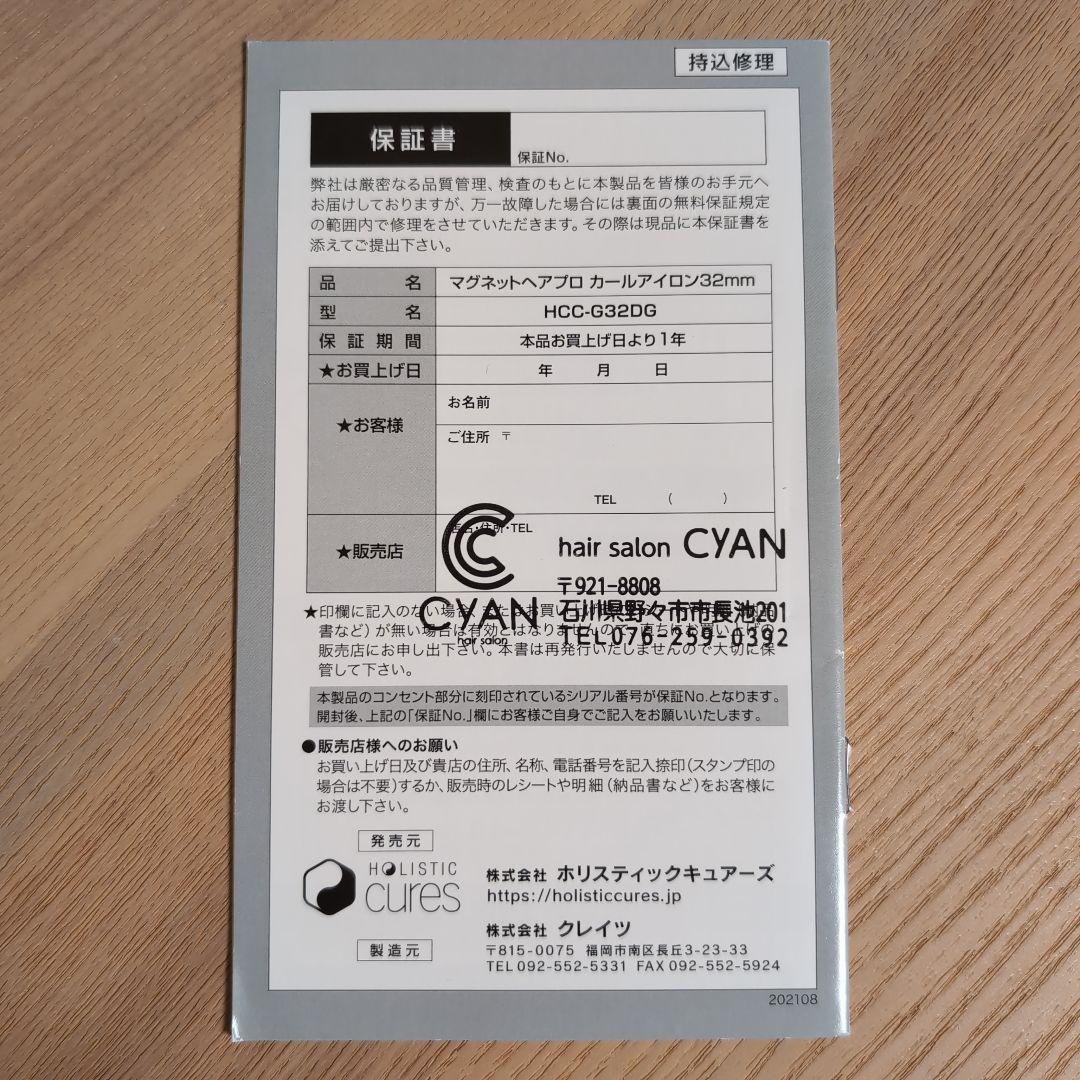 持込修理
保証書
保証No.
弊社は厳密なる品質管理、検査のもとに本製品を皆様のお手元へ
お届けしておりますが、万一故障した場合には裏面の無料保証規定
の範囲内で修理をさせていただきます。その際は現品に本保証書を
添えてご提出下さい。
品名 マグネットヘアプロ カールアイロン32mm
型名 HCC-G32DG
保証期間 本品お買上げ日より1年
★お買上げ日 年 月 日
★お客様 お名前
ご住所 〒
TEL ( )
★販売店 ・住所・TEL
hair salon CYAN
〒921-8808
石川県野々市市長池201
TEL076-259-0392
CYAN
hair salon
★印欄に記入のない場合、
書など)が無い場合は有効とはなりませんので、直ちにお買い上げの
販売店にお申し出下さい。本書は再発行いたしませんので大切に保
管して下さい。
本製品のコンセント部分に刻印されているシリアル番号が保証No.となります。
開封後、上記の「保証No.」欄にお客様ご自身でご記入をお願いいたします。
●販売店様へのお願い
お買い上げ日及び貴店の住所、名称、電話番号を記入捺印(スタンプ印の
場合は不要)するか、販売時のレシートや明細(納品書など)をお客様に
お渡し下さい。
発売元
HOLISTIC
cures
株式会社 ホリスティックキュアーズ
https://holisticcures.jp
製造元
株式会社 クレイツ
〒815-0075 福岡市南区長丘3-23-33
TEL 092-552-5331 FAX 092-552-5924
202108